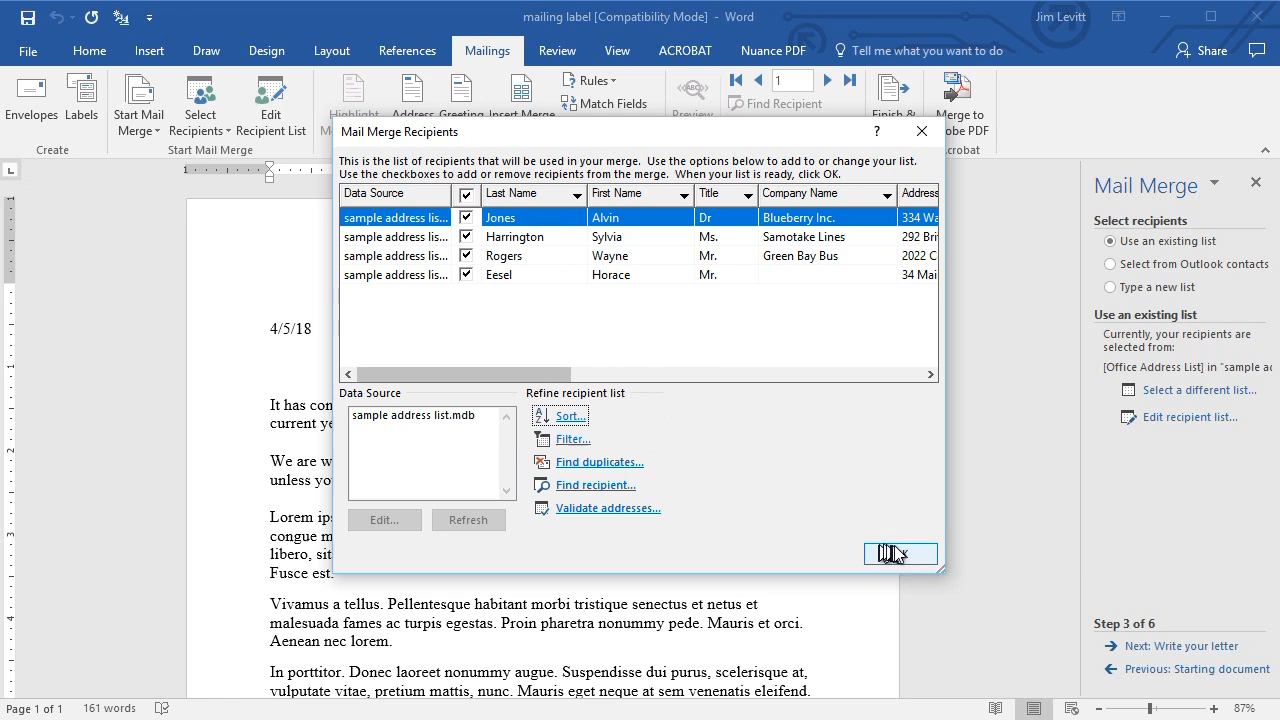 mailing label [Compatibility Mode] - Word
Jim Levitt
File Home Insert Draw Design Layout References Mailings Review View ACROBAT Nuance PDF Tell me what you want to do Share
Envelopes
Labels
Start Mail
Merge
Select
Recipients
Edit
Recipient List
Highlight
Address
Greeting
Insert Merge
Rules
Match Fields
Preview
1
Find Recipient
Finish &
Merge to
Create
Start Mail Merge
Mail Merge Recipients
?
This is the list of recipients that will be used in your merge. Use the options below to add to or change your list.
Use the checkboxes to add or remove recipients from the merge. When your list is ready, click OK.
Data Source Last Name First Name Title Company Name Address
sample address lis... Jones Alvin Dr Blueberry Inc. 334 Wa
sample address lis... Harrington Sylvia Ms. Samotake Lines 292 Bri
sample address lis... Rogers Wayne Mr. Green Bay Bus 2022 C
sample address lis... Eesel Horace Mr. 34 Mai
Data Source
sample address list.mdb
Edit... Refresh
Refine recipient list
Sort...
Filter...
Find duplicates...
Find recipient...
Validate addresses...
4/5/18
It has con
current ye
We are w
unless yo
Lorem ips
congue m
libero, sit
Fusce est.
Vivamus a tellus. Pellentesque habitant morbi tristique senectus et netus et
malesuada fames ac turpis egestas. Proin pharetra nonummy pede. Mauris et orci.
Aenean nec lorem.
In porttitor. Donec laoreet nonummy augue. Suspendisse dui purus, scelerisque at,
vulputate vitae, pretium mattis, nunc. Mauris eget neque at sem venenatis eleifend.
Mail Merge
Select recipients
Use an existing list
Select from Outlook contacts
Type a new list
Use an existing list
Currently, your recipients are
selected from:
[Office Address List] in "sample ad
Select a different list...
Edit recipient list...
Step 3 of 6
Next: Write your letter
Previous: Starting document
Page 1 of 1 161 words
87%